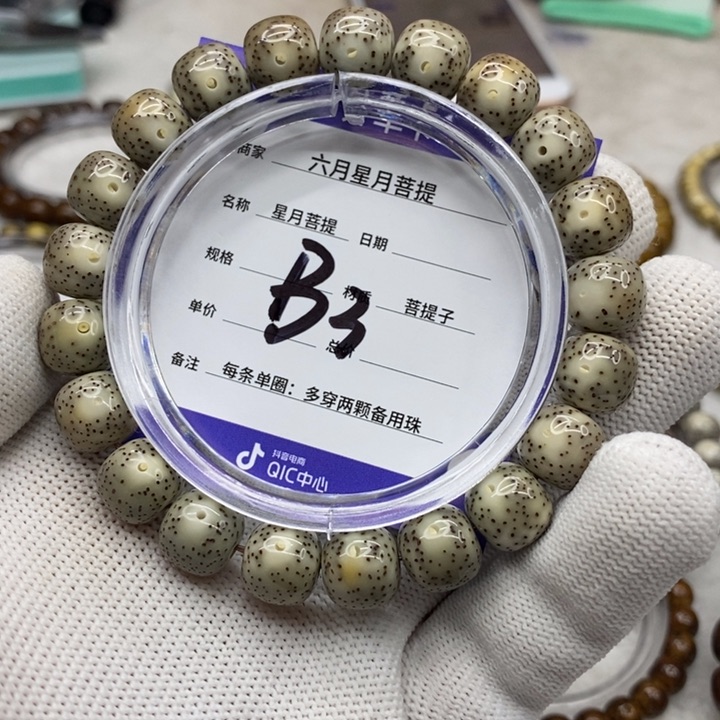 商家 六月星月菩提
名称 星月菩提 日期
规格 材质 菩提子
单价 总价
B3
备注 每条单圈：多穿两颗备用珠
抖音电商
QIC中心